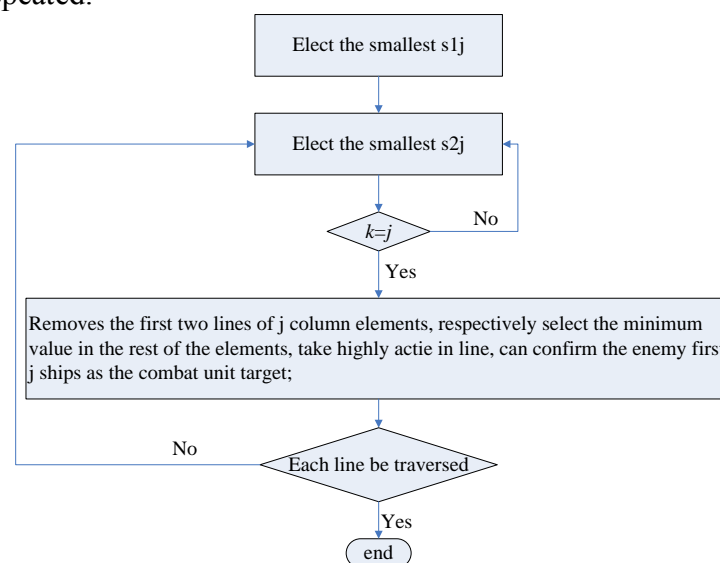 epeated.
Elect the smallest s1j
Elect the smallest s2j
No
k=j
Yes
Removes the first two lines of j column elements, respectively select the minimum
value in the rest of the elements, take highly actie in line, can confirm the enemy first
j ships as the combat unit target;
No
Each line be traversed
Yes
end